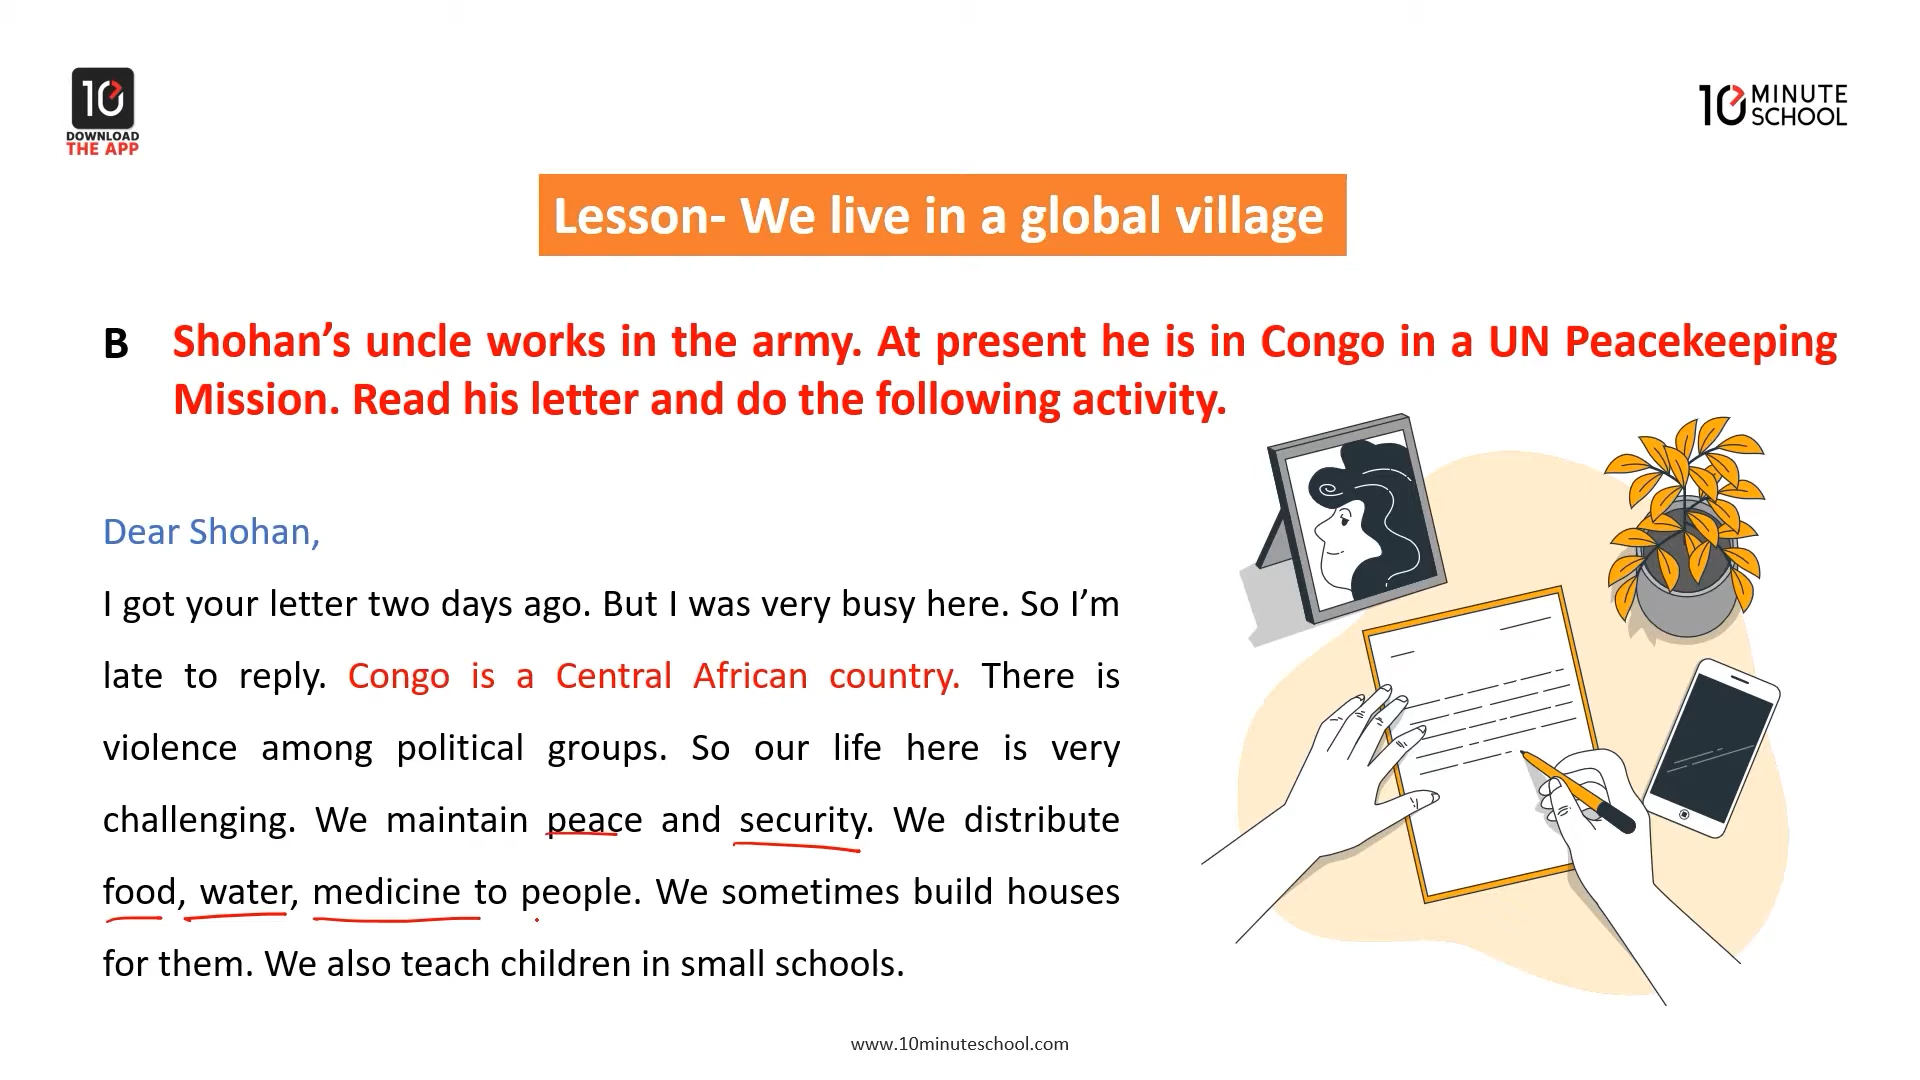 10
DOWNLOAD
THE APP
10 MINUTE
SCHOOL
Lesson- We live in a global village
B Shohan’s uncle works in the army. At present he is in Congo in a UN Peacekeeping
Mission. Read his letter and do the following activity.
Dear Shohan,
I got your letter two days ago. But I was very busy here. So I’m
late to reply. Congo is a Central African country. There is
violence among political groups. So our life here is very
challenging. We maintain peace and security. We distribute
food, water, medicine to people. We sometimes build houses
for them. We also teach children in small schools.
www.10minuteschool.com